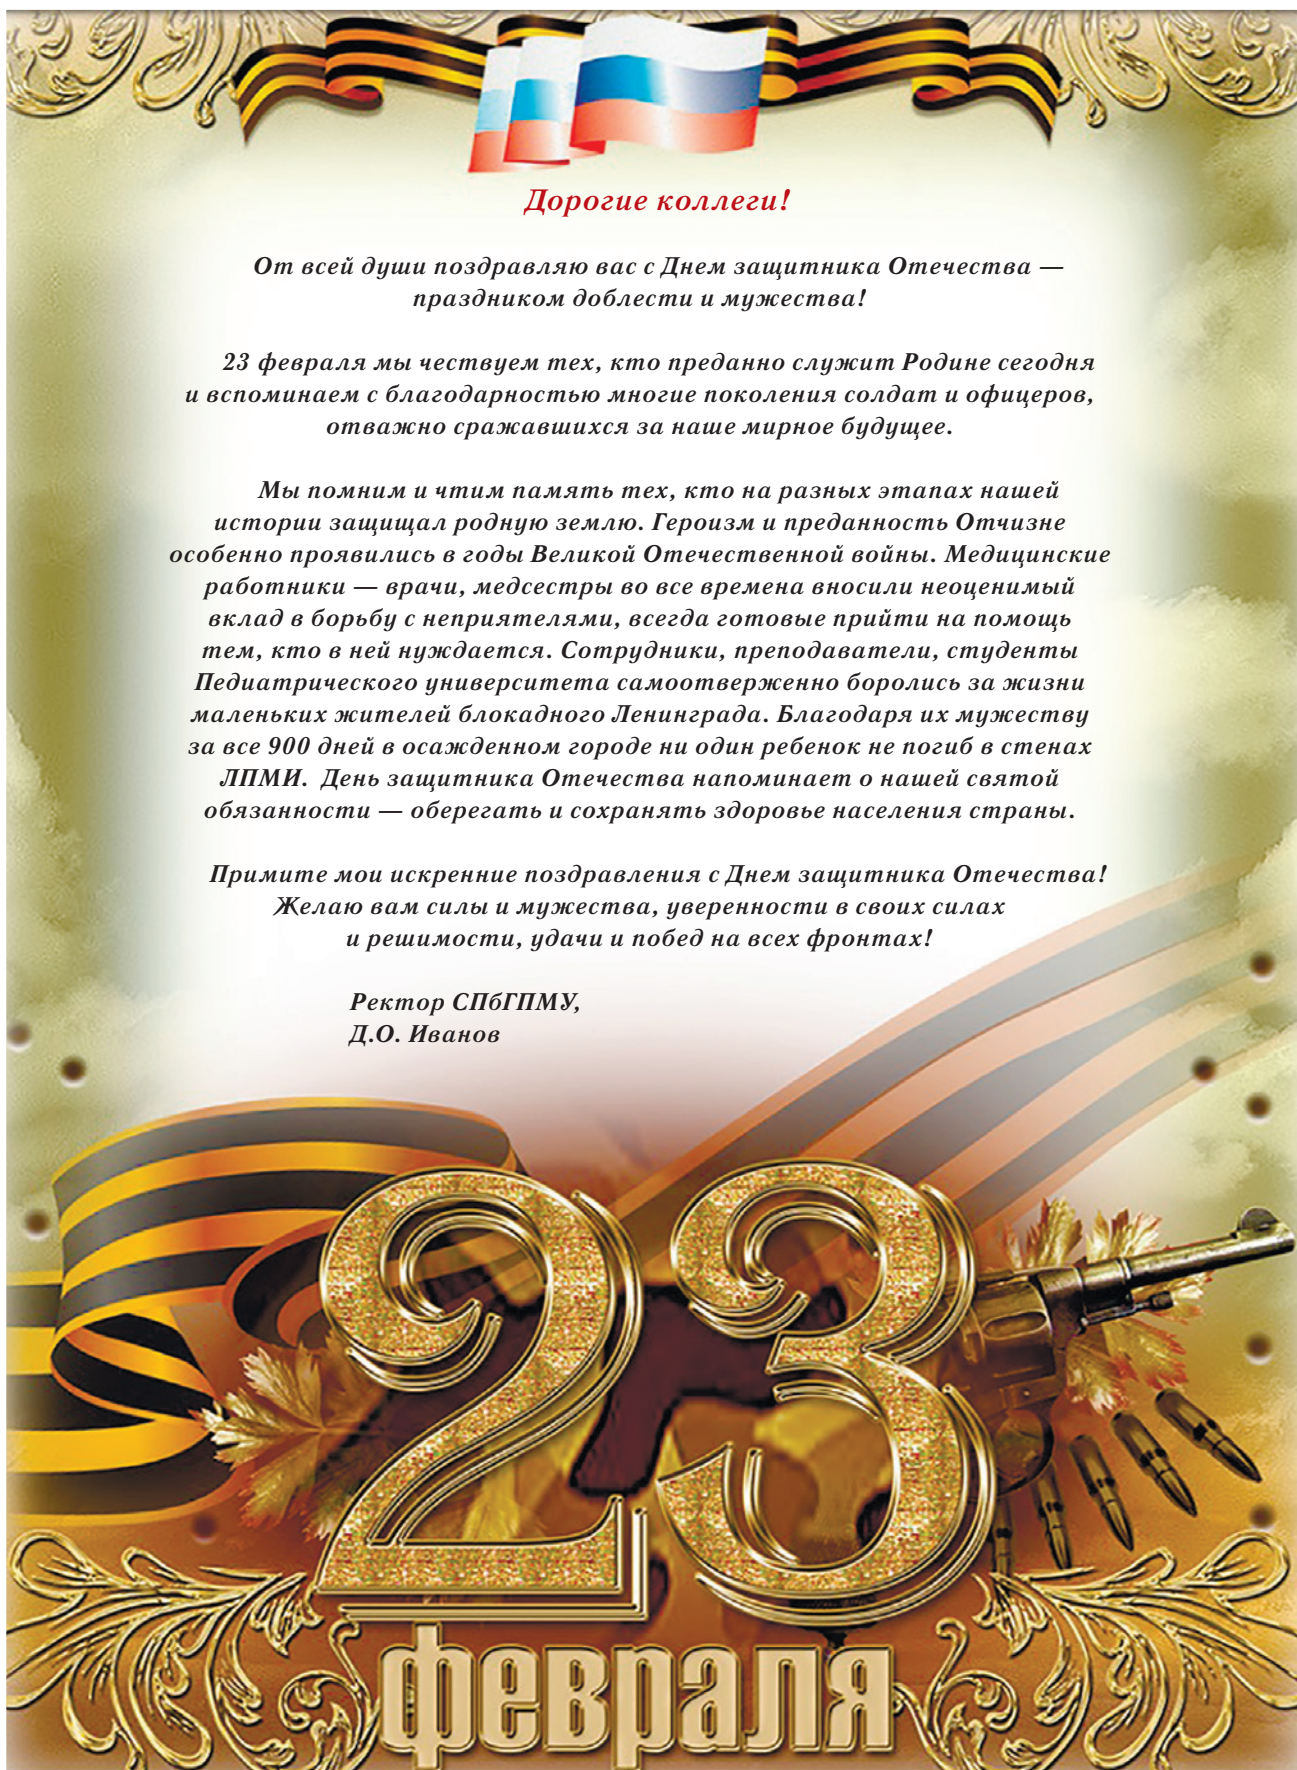 Дорогие коллеги!
От всей души поздравляю вас с Днем защитника Отечества —
праздником доблести и мужества!
23 февраля мы чествуем тех, кто преданно служит Родине сегодня
и вспоминаем с благодарностью многие поколения солдат и офицеров,
отважно сражавшихся за наше мирное будущее.
Мы помним и чтим память тех, кто на разных этапах нашей
истории защищал родную землю. Героизм и преданность Отчизне
особенно проявились в годы Великой Отечественной войны. Медицинские
работники — врачи, медсестры во все времена вносили неоценимый
вклад в борьбу с неприятелями, всегда готовые прийти на помощь
тем, кто в ней нуждается. Сотрудники, преподаватели, студенты
Педиатрического университета самоотверженно боролись за жизни
маленьких жителей блокадного Ленинграда. Благодаря их мужеству
за все 900 дней в осажденном городе ни один ребенок не погиб в стенах
ЛПМИ. День защитника Отечества напоминает о нашей святой
обязанности — оберегать и сохранять здоровье населения страны.
Примите мои искренние поздравления с Днем защитника Отечества!
Желаю вам силы и мужества, уверенности в своих силах
и решимости, удачи и побед на всех фронтах!
Ректор СПбГПМУ,
Д.О. Иванов
23
февраля